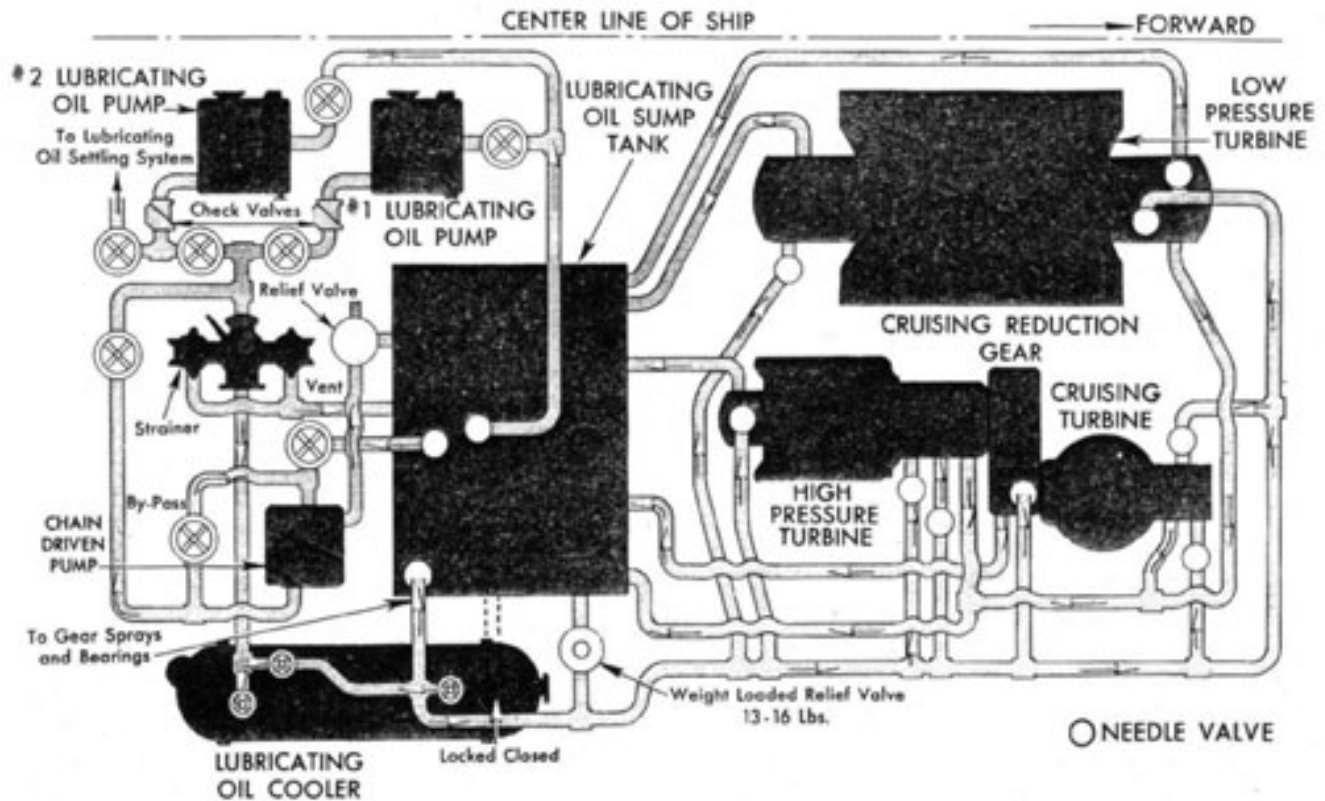 CENTER LINE OF SHIP
FORWARD
#2 LUBRICATING
OIL PUMP
To Lubricating
Oil Settling System
Check Valves
#1 LUBRICATING
OIL PUMP
LUBRICATING
OIL SUMP
TANK
LOW
PRESSURE
TURBINE
Relief Valve
CRUISING REDUCTION
GEAR
CRUISING
TURBINE
Vent
Strainer
HIGH
PRESSURE
TURBINE
By-Pass
CHAIN
DRIVEN
PUMP
To Gear Sprays
and Bearings
Weight Loaded Relief Valve
13-16 Lbs.
NEEDLE VALVE
Locked Closed
LUBRICATING
OIL COOLER